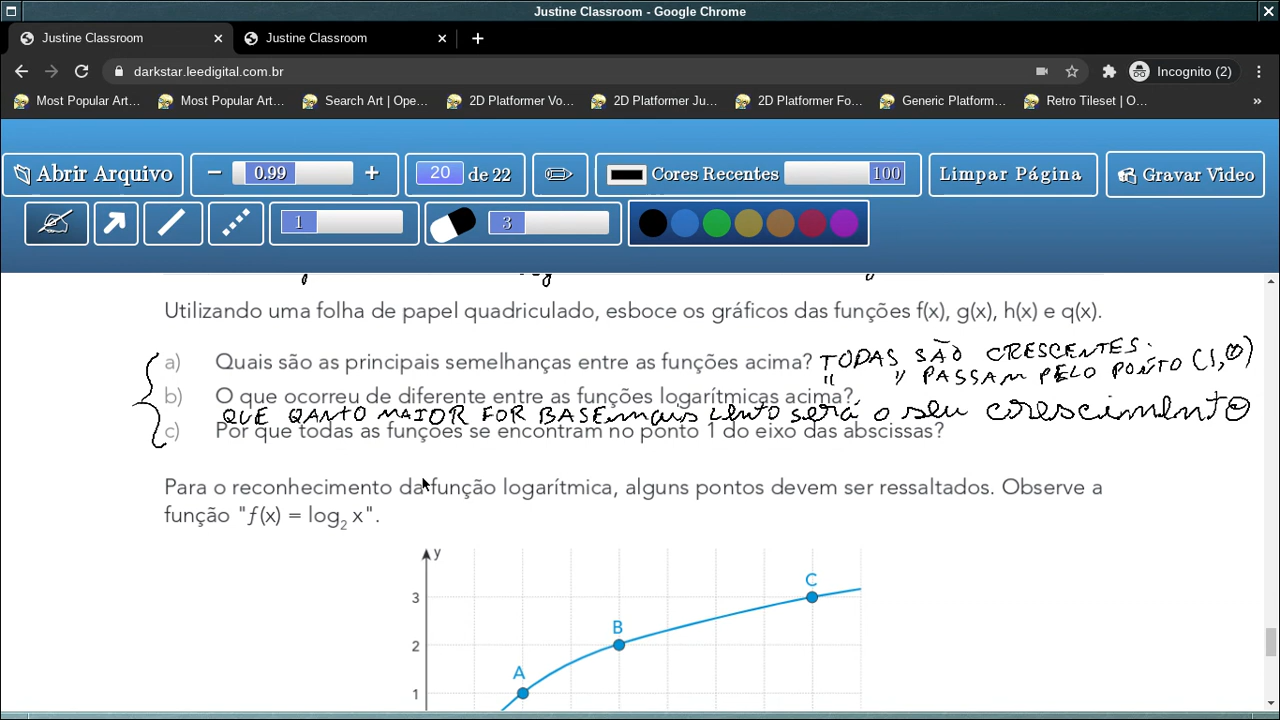 Justine Classroom - Google Chrome
Justine Classroom Justine Classroom
darkstar.leedigital.com.br Incognito (2)
Most Popular Art... Most Popular Art... Search Art | Ope... 2D Platformer Vo... 2D Platformer Ju... 2D Platformer Fo... Generic Platform... Retro Tileset | O... »
Abrir Arquivo − 0.99 + 20 de 22 Cores Recentes 100 Limpar Página Gravar Video
1 3
Utilizando uma folha de papel quadriculado, esboce os gráficos das funções f(x), g(x), h(x) e q(x).
a) Quais são as principais semelhanças entre as funções acima? TODAS SÃO CRESCENTES.
" " PASSAM PELO PONTO (1,0)
b) O que ocorreu de diferente entre as funções logarítmicas acima?
QUE QANTO MAIOR FOR BASE mais lento será o seu crescimento
c) Por que todas as funções se encontram no ponto 1 do eixo das abscissas?
Para o reconhecimento da função logarítmica, alguns pontos devem ser ressaltados. Observe a
função "f(x) = log₂ x".
y
C
3
B
2
A
1